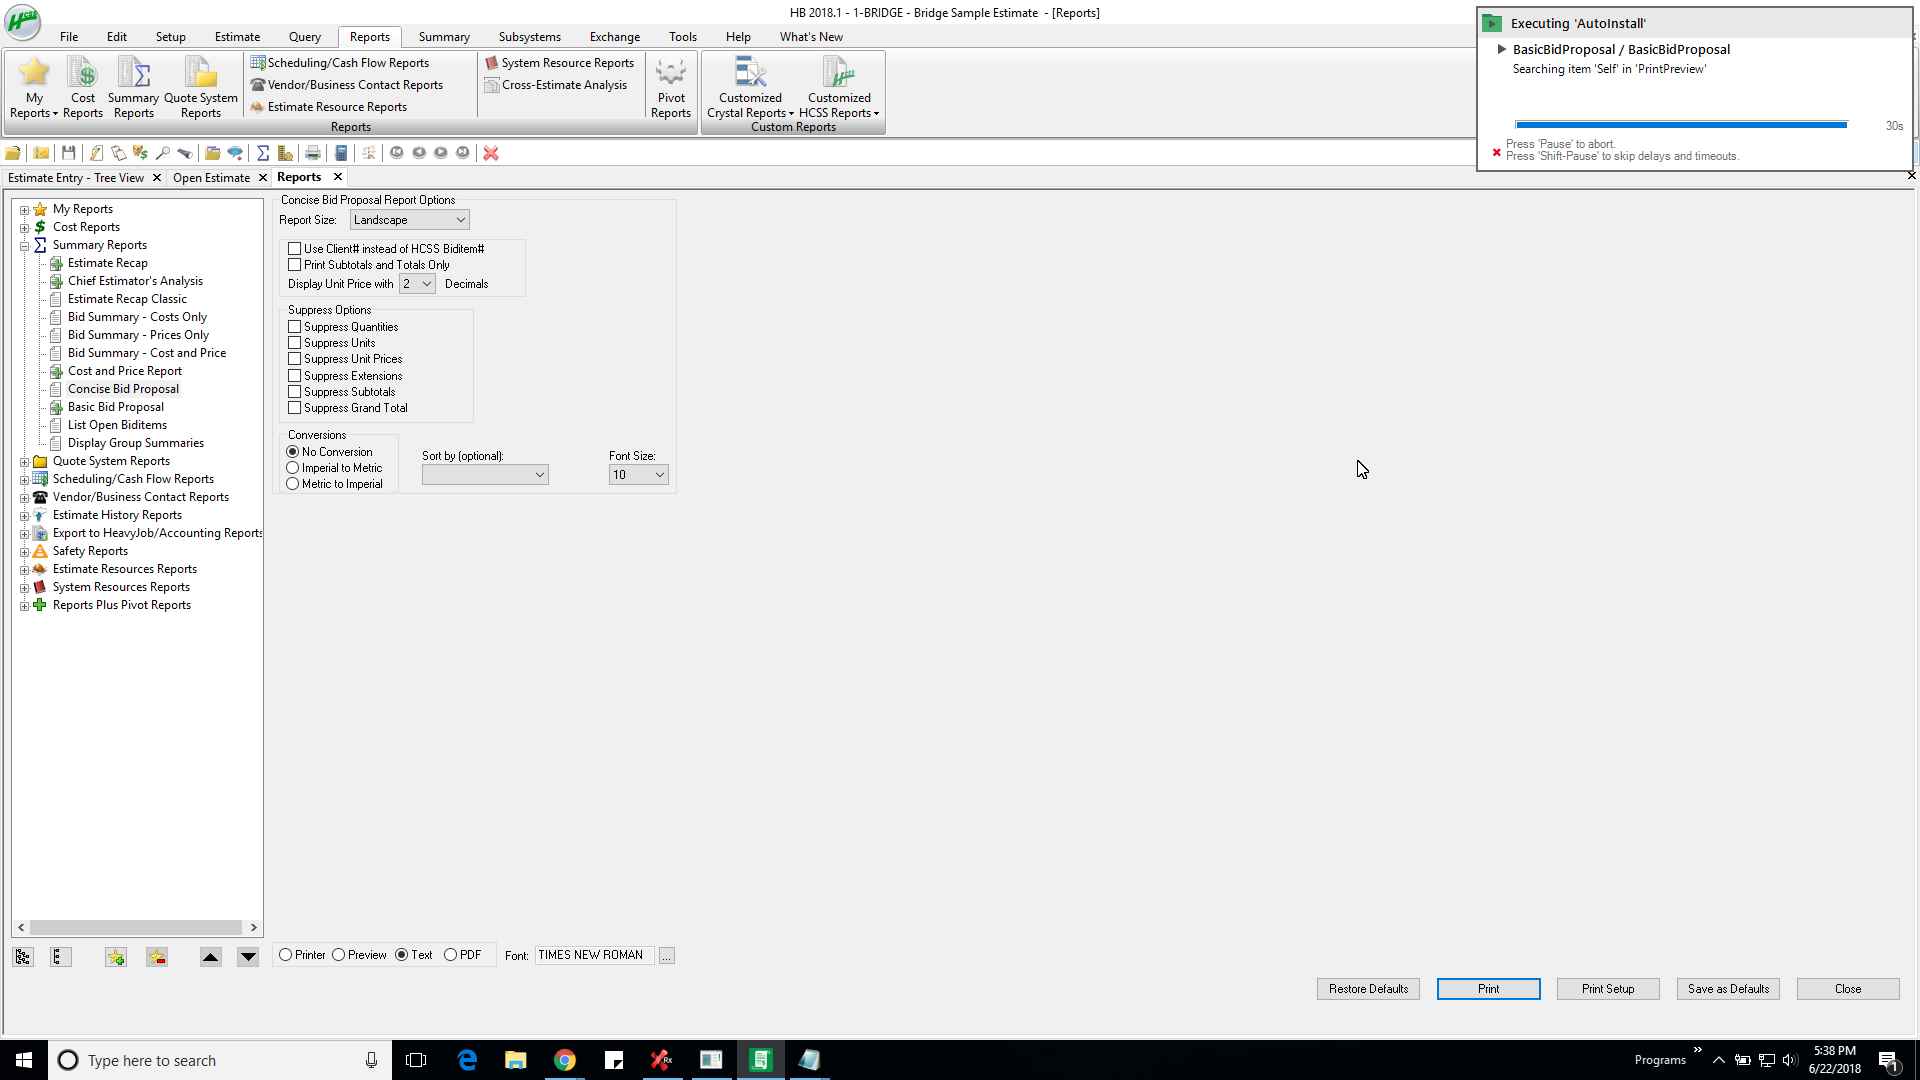 HB 2018.1 - 1-BRIDGE - Bridge Sample Estimate - [Reports]
File Edit Setup Estimate Query Reports Summary Subsystems Exchange Tools Help What's New
My Reports
Cost Reports
Summary Reports
Quote System Reports
Scheduling/Cash Flow Reports
Vendor/Business Contact Reports
Estimate Resource Reports
System Resource Reports
Cross-Estimate Analysis
Pivot Reports
Reports
Customized Crystal Reports
Customized HCSS Reports
Custom Reports
Executing 'AutoInstall'
BasicBidProposal / BasicBidProposal
Searching item 'Self' in 'PrintPreview'
30s
Press 'Pause' to abort.
Press 'Shift-Pause' to skip delays and timeouts.
Estimate Entry - Tree View Open Estimate Reports
My Reports
Cost Reports
Summary Reports
Estimate Recap
Chief Estimator's Analysis
Estimate Recap Classic
Bid Summary - Costs Only
Bid Summary - Prices Only
Bid Summary - Cost and Price
Cost and Price Report
Concise Bid Proposal
Basic Bid Proposal
List Open Biditems
Display Group Summaries
Quote System Reports
Scheduling/Cash Flow Reports
Vendor/Business Contact Reports
Estimate History Reports
Export to HeavyJob/Accounting Reports
Safety Reports
Estimate Resources Reports
System Resources Reports
Reports Plus Pivot Reports
Concise Bid Proposal Report Options
Report Size: Landscape
Use Client# instead of HCSS Biditem#
Print Subtotals and Totals Only
Display Unit Price with 2 Decimals
Suppress Options
Suppress Quantities
Suppress Units
Suppress Unit Prices
Suppress Extensions
Suppress Subtotals
Suppress Grand Total
Conversions
No Conversion
Imperial to Metric
Metric to Imperial
Sort by (optional):
Font Size:
10
Printer Preview Text PDF Font: TIMES NEW ROMAN ...
Restore Defaults Print Print Setup Save as Defaults Close
Type here to search
Programs
5:38 PM
6/22/2018
1